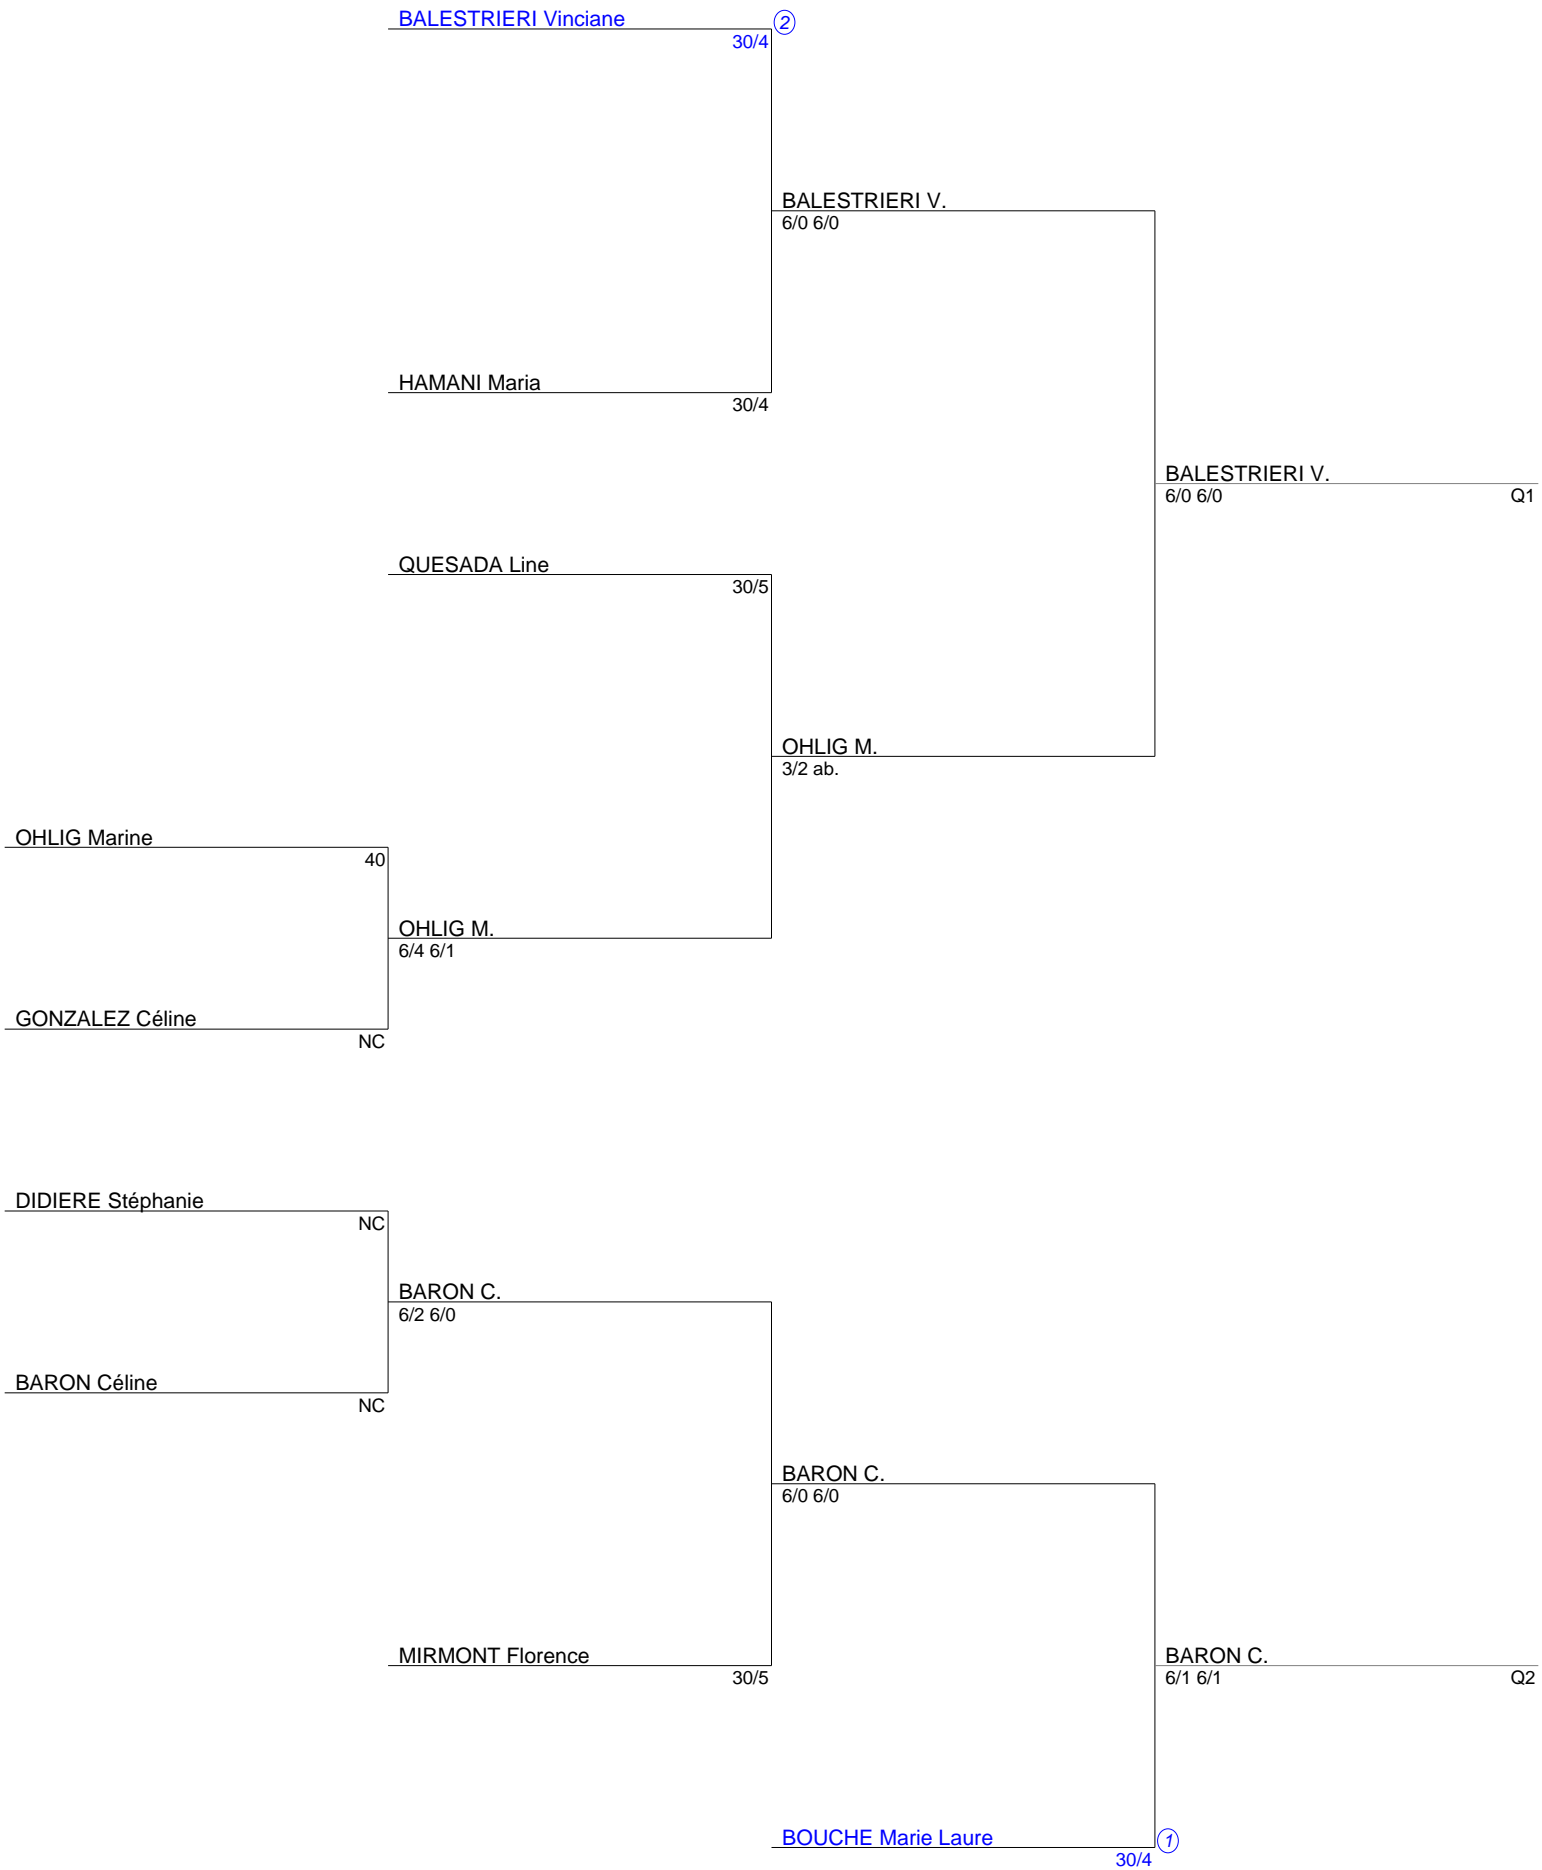 BALESTRIERI Vinciane
2
30/4
BALESTRIERI V.
6/0 6/0
HAMANI Maria
30/4
BALESTRIERI V.
6/0 6/0
Q1
QUESADA Line
30/5
OHLIG M.
3/2 ab.
OHLIG Marine
40
OHLIG M.
6/4 6/1
GONZALEZ Céline
NC
DIDIERE Stéphanie
NC
BARON C.
6/2 6/0
BARON Céline
NC
BARON C.
6/0 6/0
MIRMONT Florence
30/5
BARON C.
6/1 6/1
Q2
BOUCHE Marie Laure
1
30/4